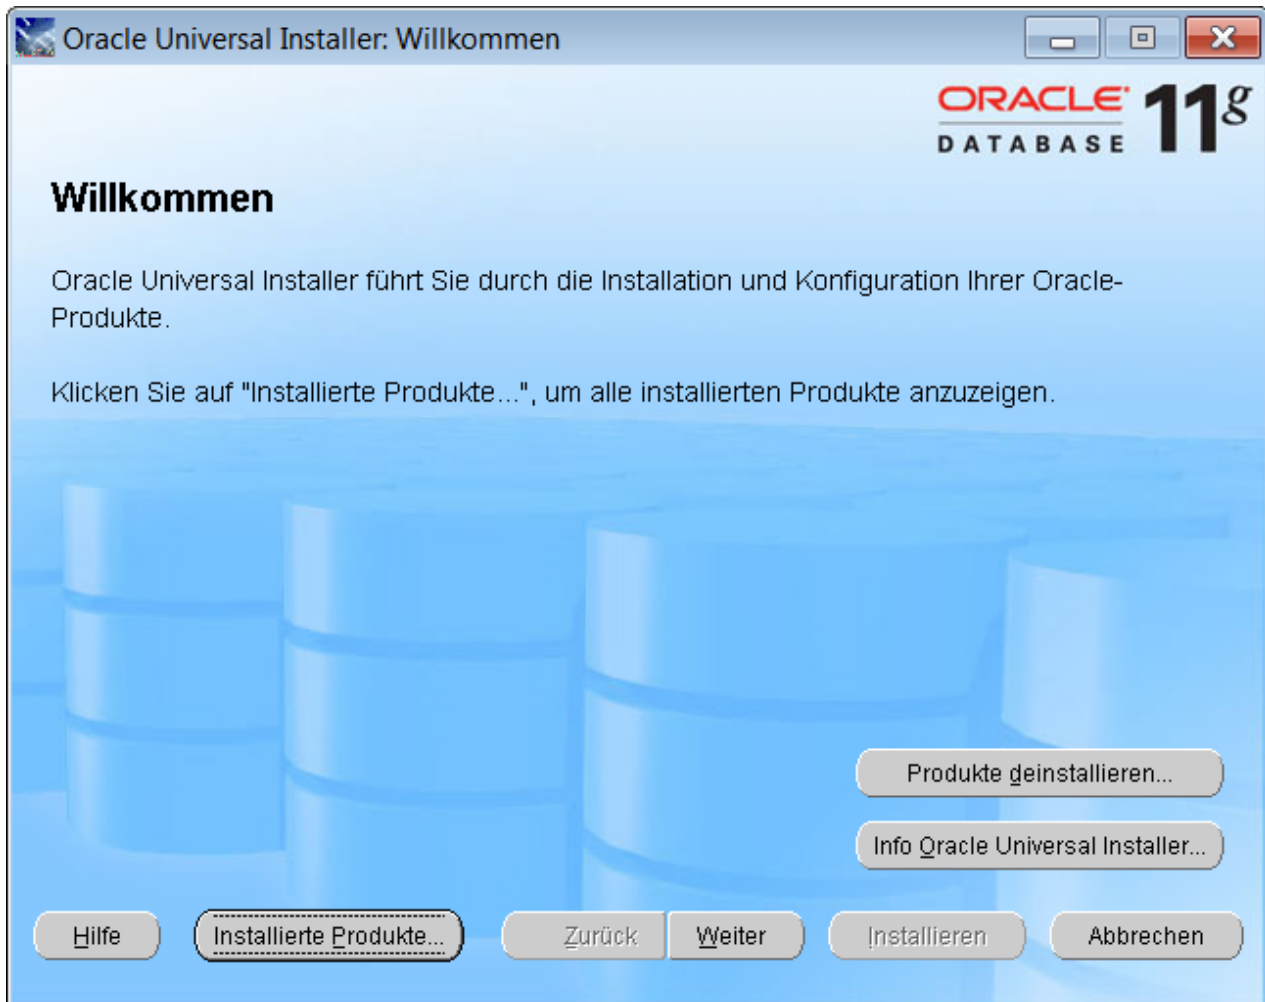 Oracle Universal Installer: Willkommen
ORACLE 11g
DATABASE
Willkommen
Oracle Universal Installer führt Sie durch die Installation und Konfiguration Ihrer Oracle-
Produkte.
Klicken Sie auf "Installierte Produkte...", um alle installierten Produkte anzuzeigen.
Produkte deinstallieren...
Info Oracle Universal Installer...
Hilfe
Installierte Produkte...
Zurück
Weiter
Installieren
Abbrechen